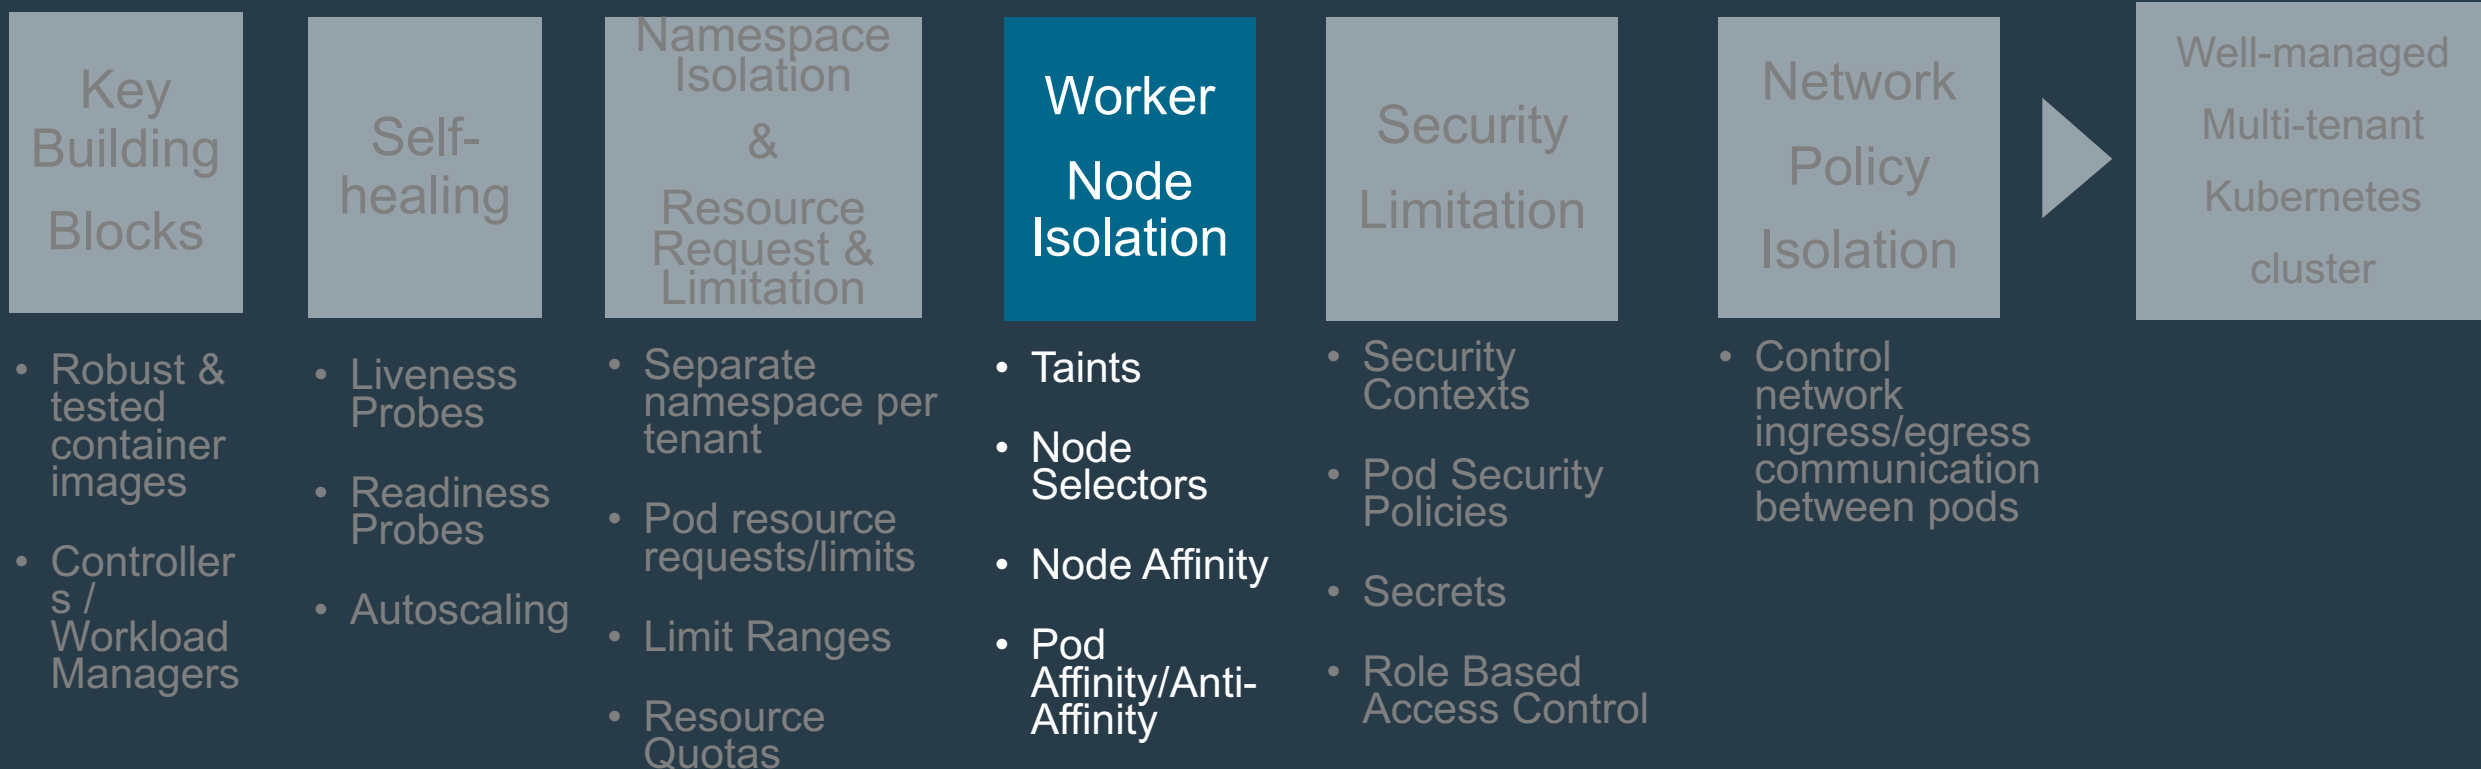 Key
Building
Blocks
• Robust &
tested
container
images
• Controller
s /
Workload
Managers
Self-
healing
• Liveness
Probes
• Readiness
Probes
• Autoscaling
Namespace
Isolation
&
Resource
Request &
Limitation
• Separate
namespace per
tenant
• Pod resource
requests/limits
• Limit Ranges
• Resource
Quotas
Worker
Node
Isolation
• Taints
• Node
Selectors
• Node Affinity
• Pod
Affinity/Anti-
Affinity
Security
Limitation
• Security
Contexts
• Pod Security
Policies
• Secrets
• Role Based
Access Control
Network
Policy
Isolation
• Control
network
ingress/egress
communication
between pods
Well-managed
Multi-tenant
Kubernetes
cluster